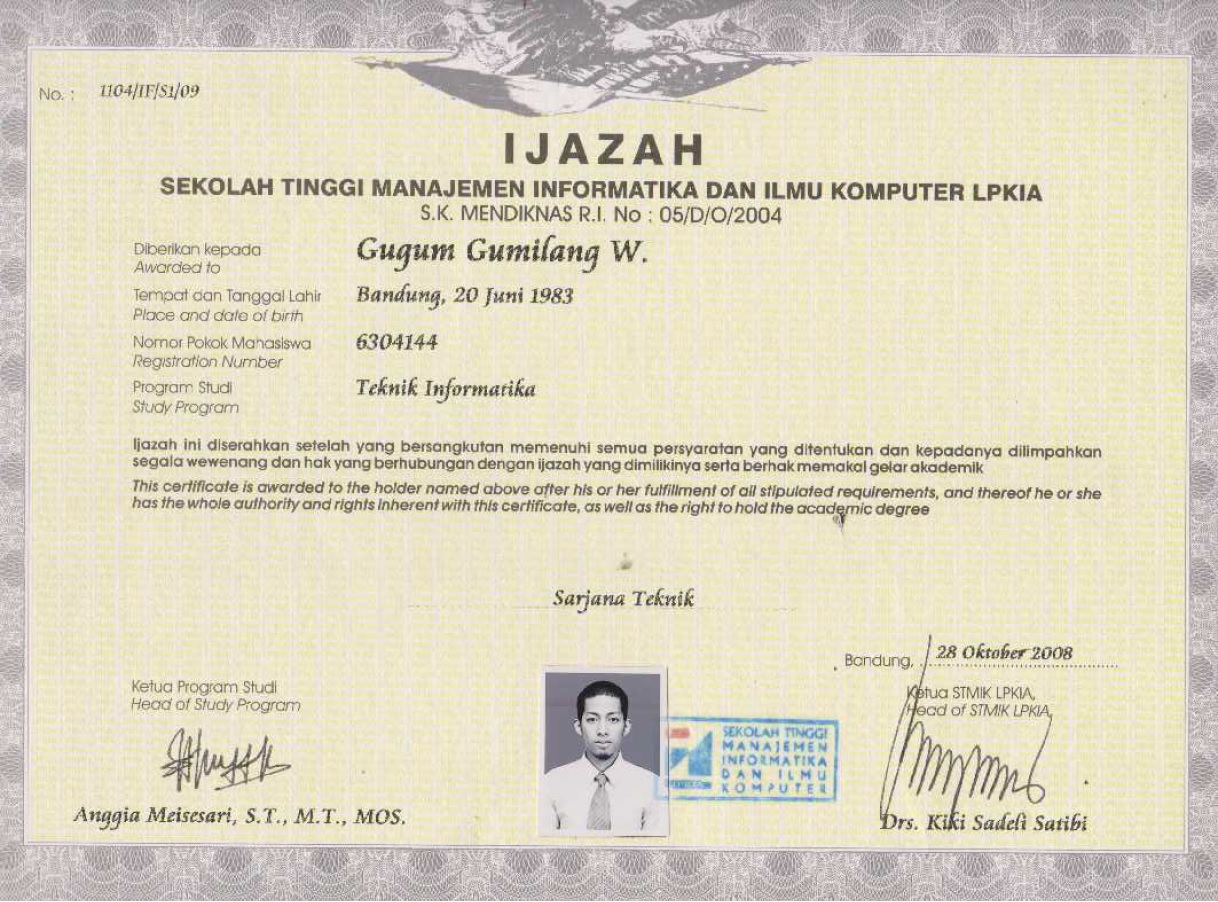 No. : 1104/IF/S1/09
IJAZAH
SEKOLAH TINGGI MANAJEMEN INFORMATIKA DAN ILMU KOMPUTER LPKIA
S.K. MENDIKNAS R.I. No : 05/D/O/2004
Diberikan kepada Gugum Gumilang W.
Awarded to
Tempat dan Tanggal Lahir Bandung, 20 Juni 1983
Place and date of birth
Nomor Pokok Mahasiswa 6304144
Registration Number
Program Studi Teknik Informatika
Study Program
Ijazah ini diserahkan setelah yang bersangkutan memenuhi semua persyaratan yang ditentukan dan kepadanya dilimpahkan
segala wewenang dan hak yang berhubungan dengan ijazah yang dimilikinya serta berhak memakai gelar akademik
This certificate is awarded to the holder named above after his or her fulfillment of all stipulated requirements, and thereof he or she
has the whole authority and rights inherent with this certificate, as well as the right to hold the academic degree
Sarjana Teknik
Bandung, 28 Oktober 2008
Ketua Program Studi
Head of Study Program
Ketua STMIK LPKIA,
Head of STMIK LPKIA,
SEKOLAH TINGGI
MANAJEMEN
INFORMATIKA
DAN ILMU
KOMPUTER
Anggia Meisesari, S.T., M.T., MOS.
Drs. Kiki Sadeli Satibi